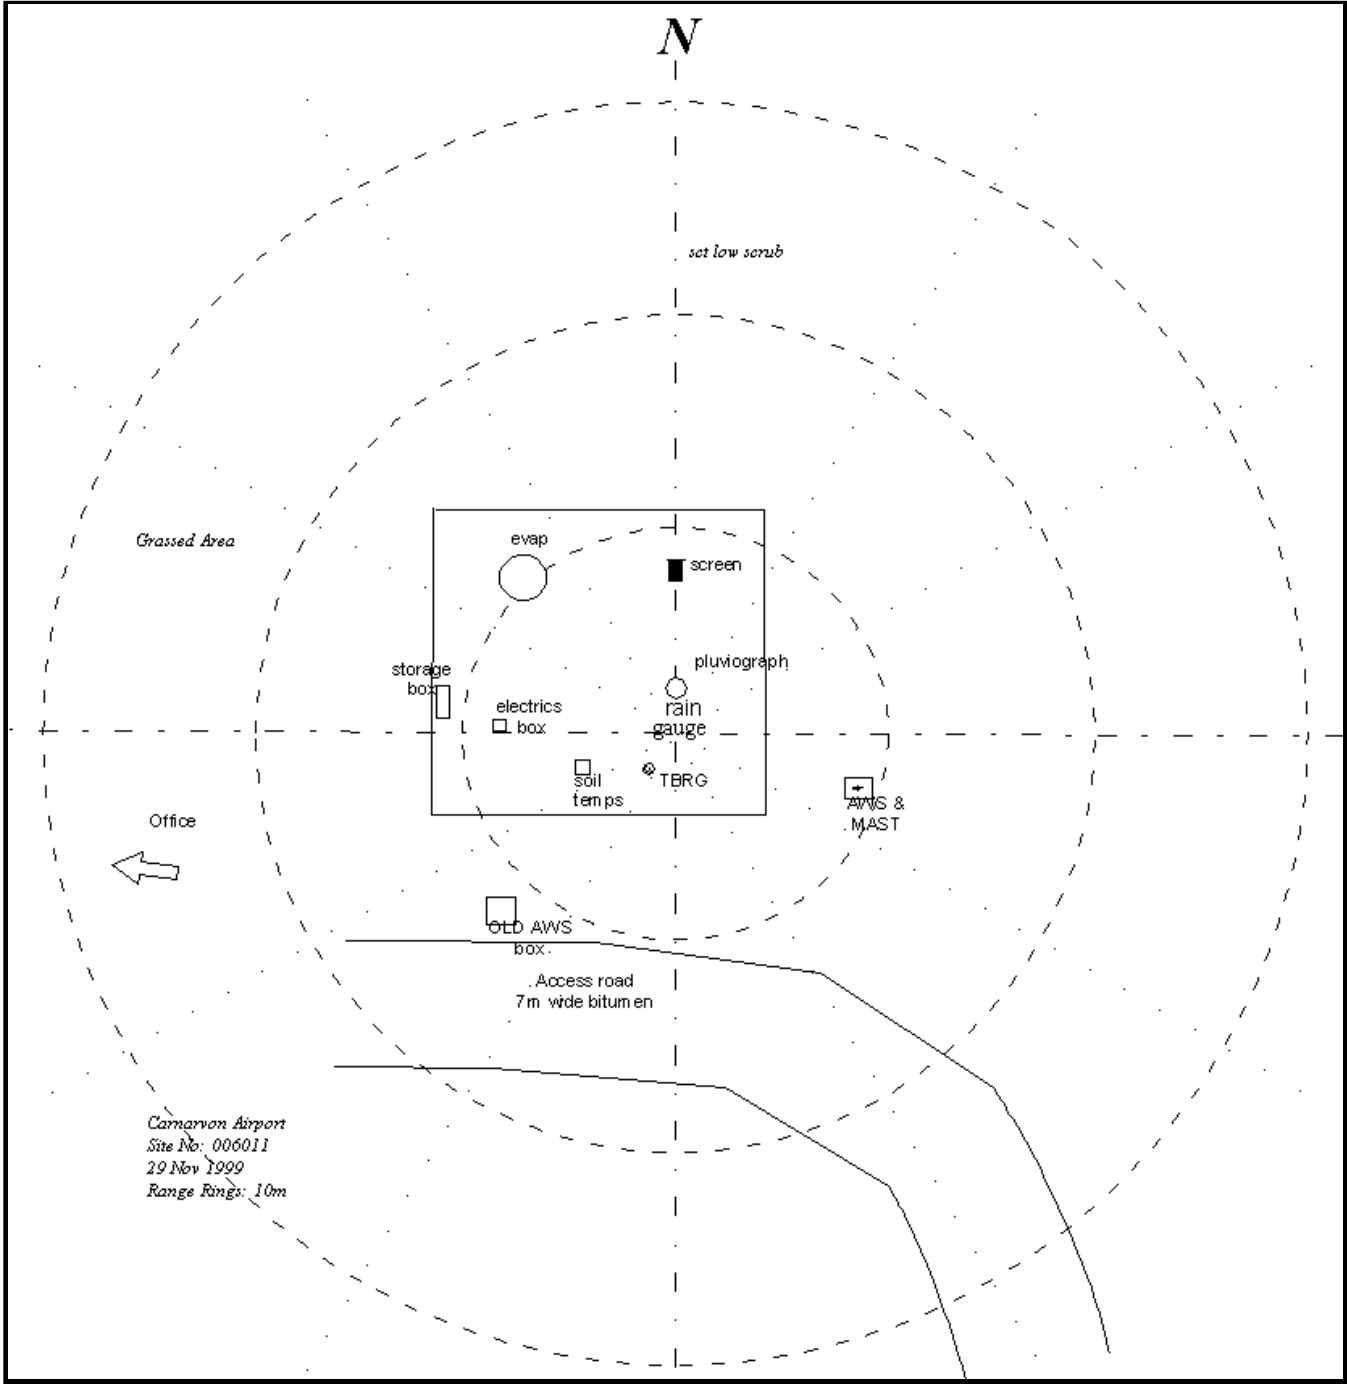 N
sct low scrub
Grassed Area
evap
screen
pluviograph
storage
box
electrics
box
rain
gauge
soil
temps
TBRG
AWS &
MAST
Office
OLD AWS
box
Access road
7m wide bitumen
Carnarvon Airport
Site No: 006011
29 Nov 1999
Range Rings: 10m